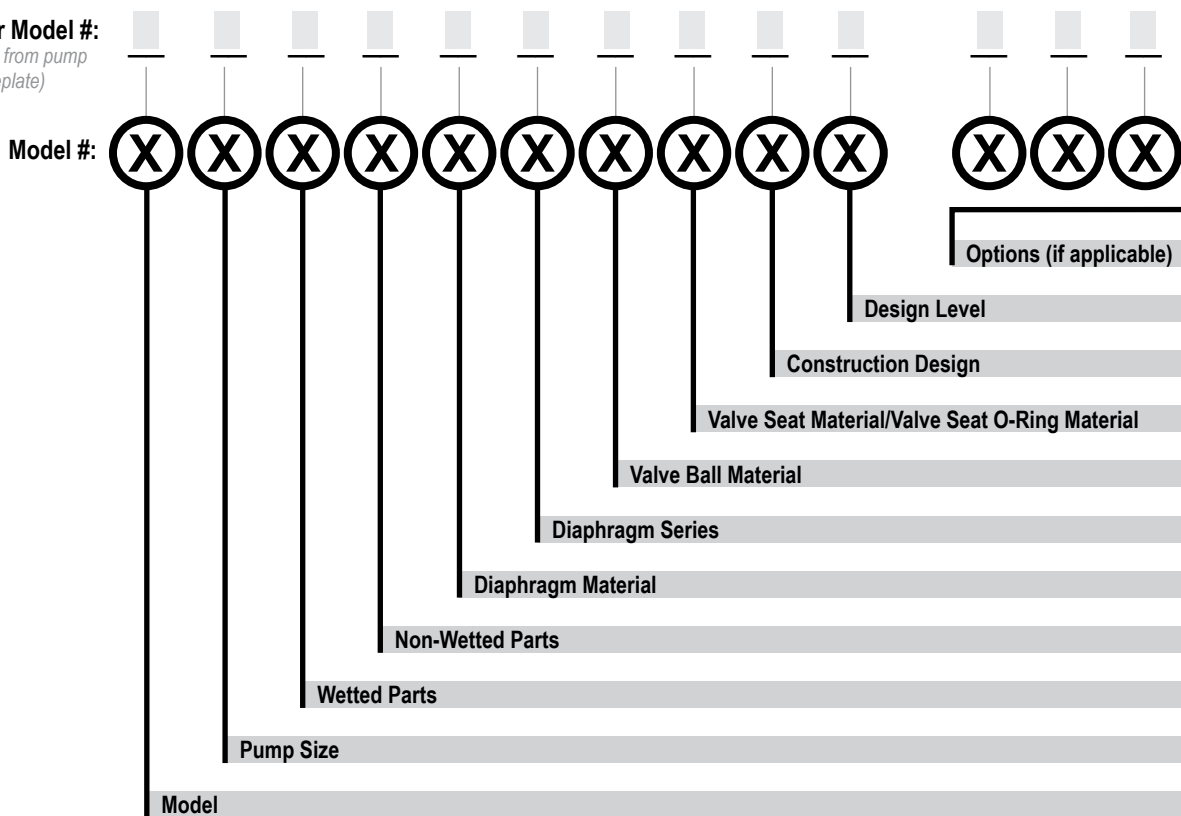 r Model #:
from pump
eplate)
Model #: X X X X X X X X X X X X X
Options (if applicable)
Design Level
Construction Design
Valve Seat Material/Valve Seat O-Ring Material
Valve Ball Material
Diaphragm Series
Diaphragm Material
Non-Wetted Parts
Wetted Parts
Pump Size
Model